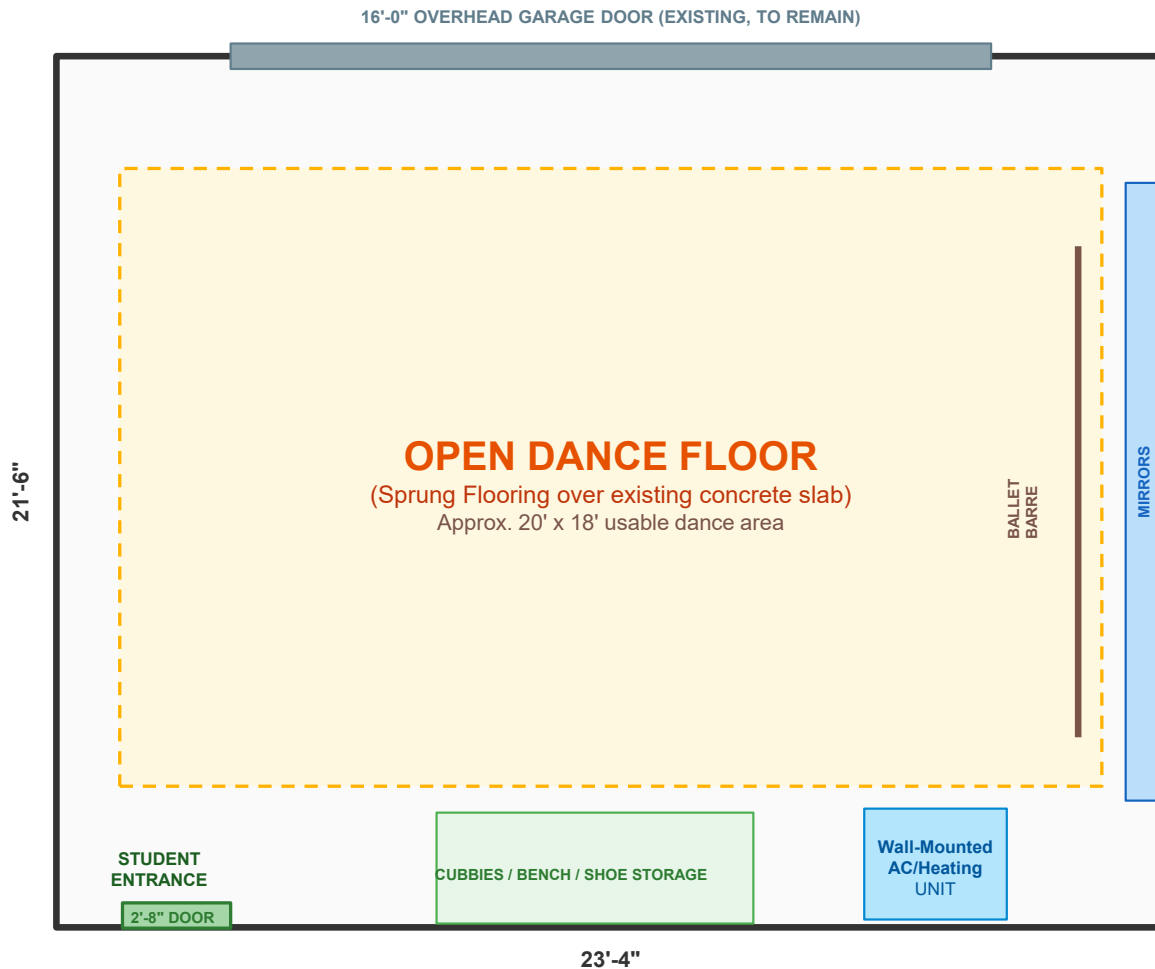 16'-0" OVERHEAD GARAGE DOOR (EXISTING, TO REMAIN)
21'-6"
OPEN DANCE FLOOR
(Sprung Flooring over existing concrete slab)
Approx. 20' x 18' usable dance area
BALLET
BARRE
MIRRORS
STUDENT
ENTRANCE
2'-8" DOOR
CUBBIES / BENCH / SHOE STORAGE
Wall-Mounted
AC/Heating
UNIT
23'-4"